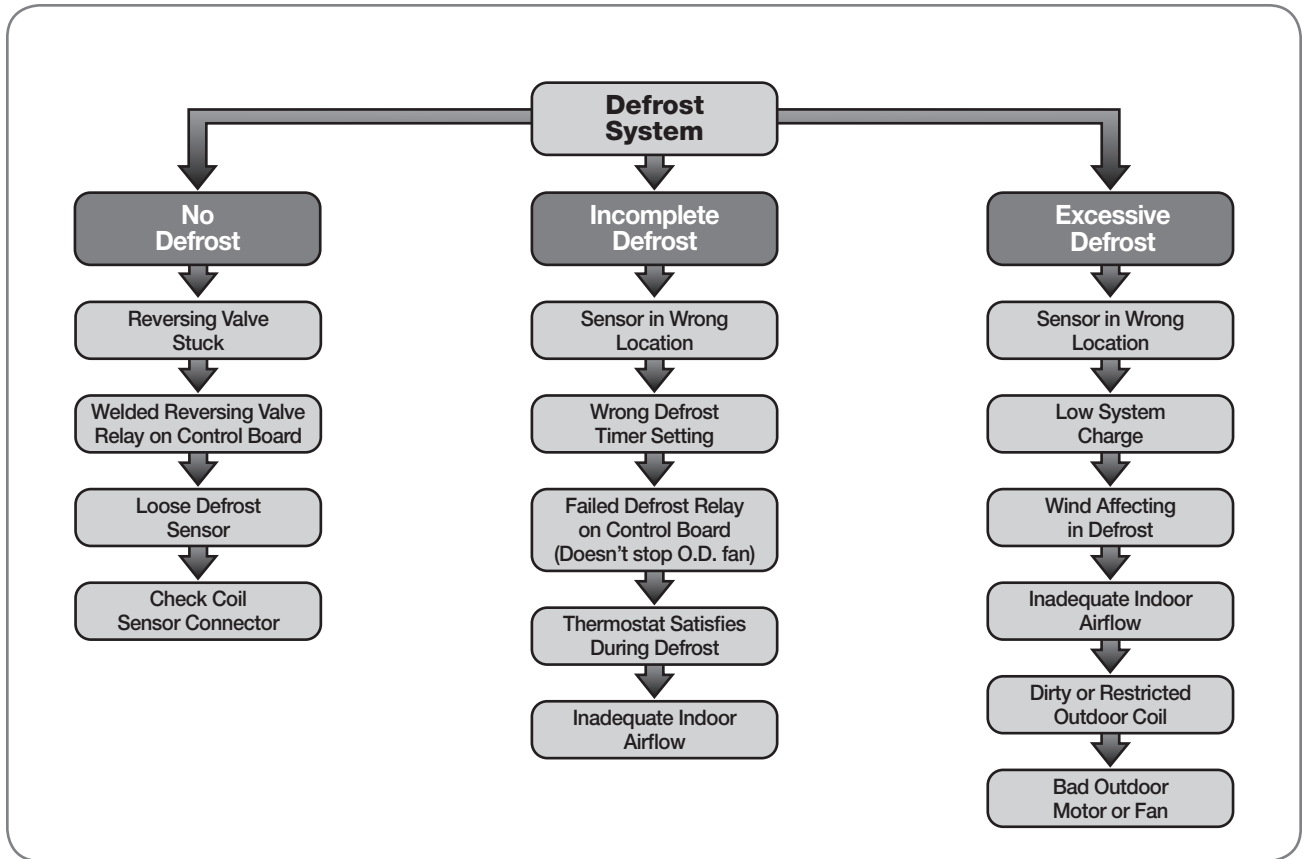 Defrost
System
No
Defrost
Reversing Valve
Stuck
Welded Reversing Valve
Relay on Control Board
Loose Defrost
Sensor
Check Coil
Sensor Connector
Incomplete
Defrost
Sensor in Wrong
Location
Wrong Defrost
Timer Setting
Failed Defrost Relay
on Control Board
(Doesn't stop O.D. fan)
Thermostat Satisfies
During Defrost
Inadequate Indoor
Airflow
Excessive
Defrost
Sensor in Wrong
Location
Low System
Charge
Wind Affecting
in Defrost
Inadequate Indoor
Airflow
Dirty or Restricted
Outdoor Coil
Bad Outdoor
Motor or Fan